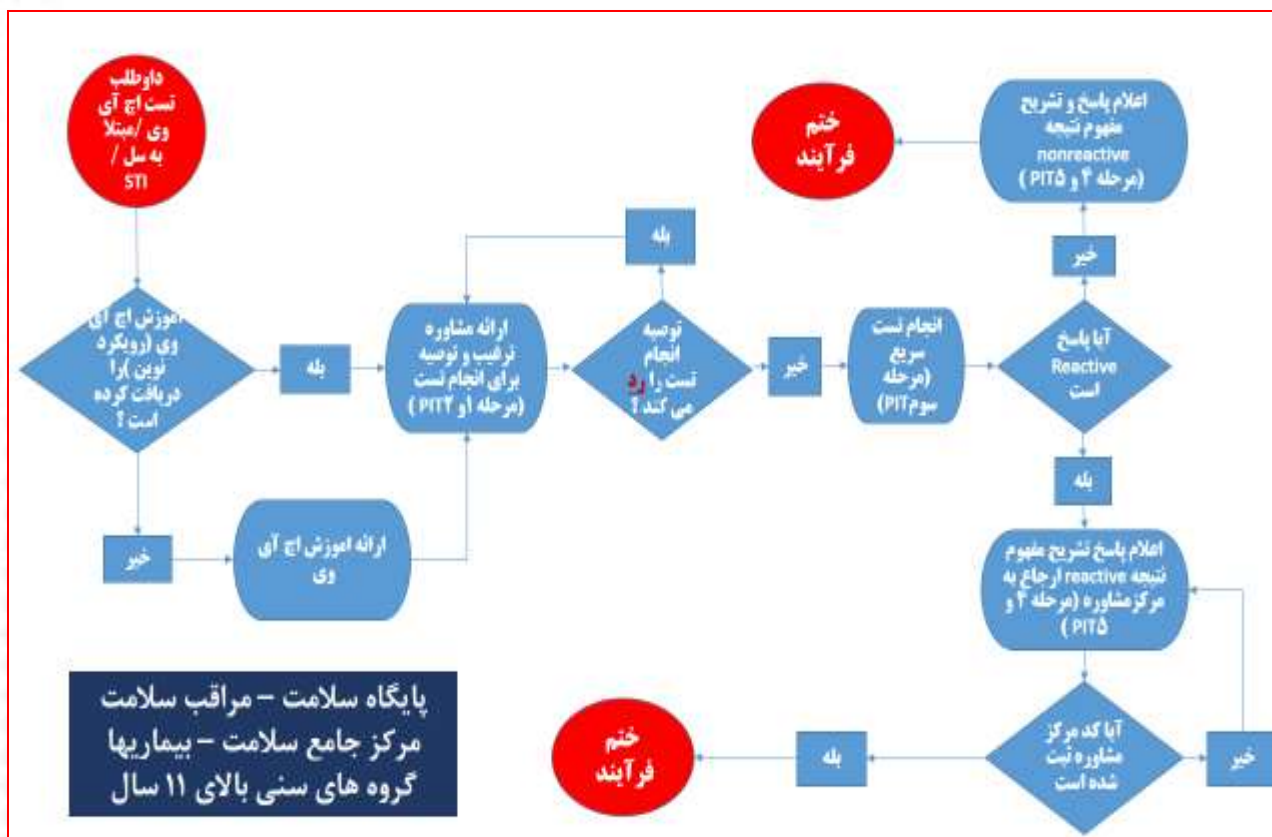 داوطلب
تست اچ آی
وی /مبتلا
به سل /
STI
آموزش اچ آی
وی (رویکرد
نوین )را
دریافت کرده
است ؟
بله
خیر
ارائه اموزش اچ آی
وی
ارائه مشاوره
ترغیب و توصیه
برای انجام تست
(مرحله ۱و PIT۲ )
توصیه
انجام
تست را رد
می کند ؟
بله
خیر
انجام تست
سریع
(مرحله
سومPIT)
آیا پاسخ
Reactive
است
خیر
اعلام پاسخ و تشریح
مفهوم نتیجه
nonreactive
(مرحله ۴ و PIT۵ )
ختم
فرآیند
بله
اعلام پاسخ تشریح مفهوم
نتیجه reactive ارجاع به
مرکزمشاوره (مرحله ۴ و
PIT۵ )
آیا کد مرکز
مشاوره ثبت
شده است
خیر
بله
ختم
فرآیند
پایگاه سلامت – مراقب سلامت
مرکز جامع سلامت – بیماریها
گروه های سنی بالای ۱۱ سال